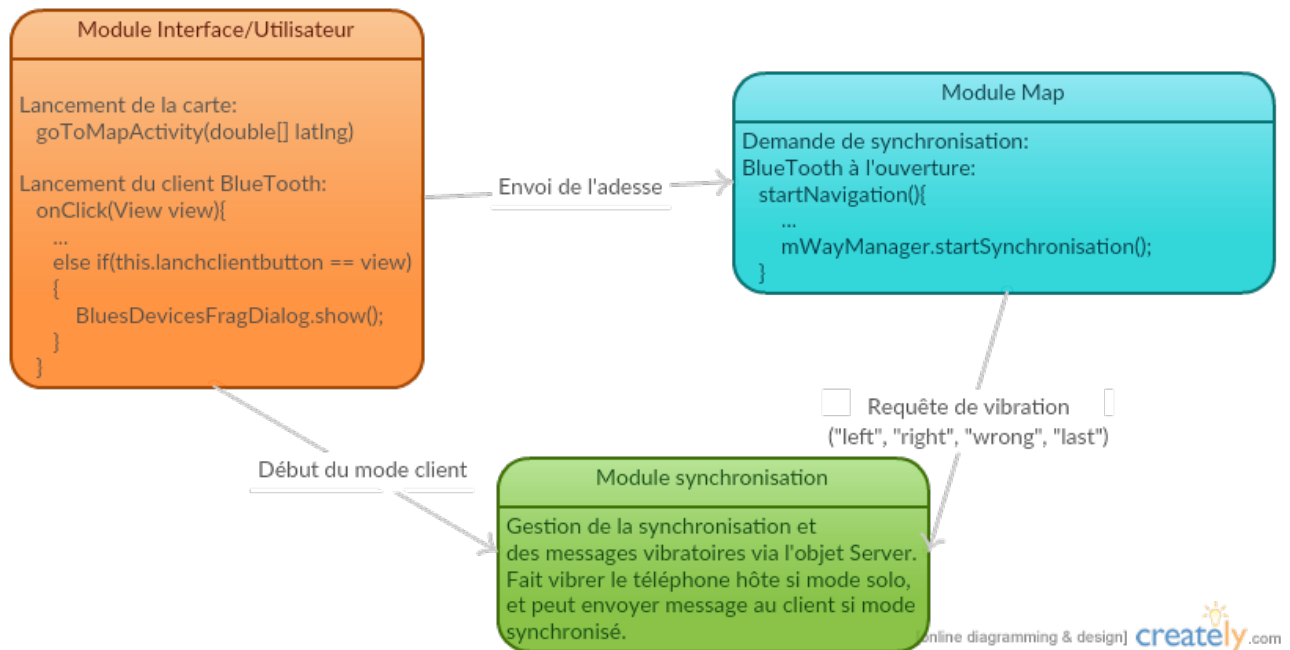 Module Interface/Utilisateur
Lancement de la carte:
goToMapActivity(double[] latlng)
Lancement du client BlueTooth:
onClick(View view){
...
else if(this.lanchclientbutton == view)
{
BluesDevicesFragDialog.show();
}
}
Envoi de l'adesse
Module Map
Demande de synchronisation:
BlueTooth à l'ouverture:
startNavigation(){
...
mWayManager.startSynchronisation();
}
Requête de vibration
("left", "right", "wrong", "last")
Début du mode client
Module synchronisation
Gestion de la synchronisation et
des messages vibratoires via l'objet Server.
Fait vibrer le téléphone hôte si mode solo,
et peut envoyer message au client si mode
synchronisé.
[online diagramming & design] creately.com